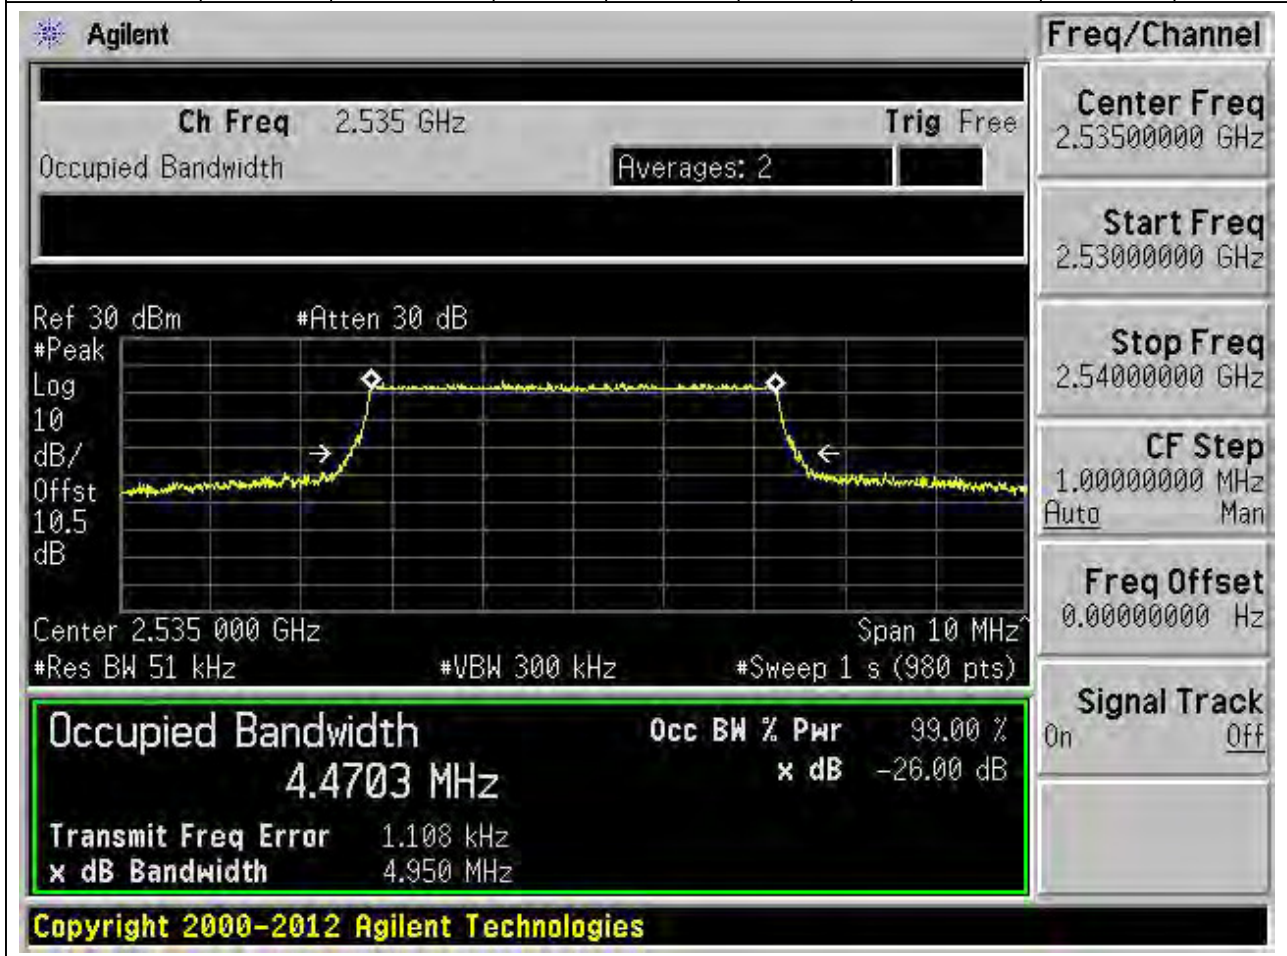 Agilent
Freq/Channel
Ch Freq 2.535 GHz Trig Free
Occupied Bandwidth Averages: 2
Center Freq
2.53500000 GHz
Start Freq
2.53000000 GHz
Stop Freq
2.54000000 GHz
CF Step
1.00000000 MHz
Auto Man
Freq Offset
0.00000000 Hz
Signal Track
On Off
Ref 30 dBm #Atten 30 dB
#Peak
Log
10
dB/
Offst
10.5
dB
Center 2.535 000 GHz Span 10 MHz^
#Res BW 51 kHz #VBW 300 kHz #Sweep 1 s (980 pts)
Occupied Bandwidth Occ BW % Pwr 99.00 %
4.4703 MHz x dB -26.00 dB
Transmit Freq Error 1.108 kHz
x dB Bandwidth 4.950 MHz
Copyright 2000-2012 Agilent Technologies